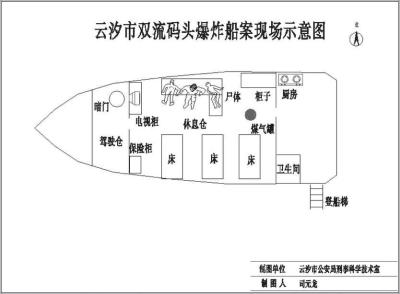 云汐市双流码头爆炸船案现场示意图
北
暗门
电视柜
休息仓
尸体
柜子
厨房
煤气罐
驾驶仓
保险柜
床
床
床
卫生间
登船梯
绘图单位
云汐市公安局刑事科学技术室
制 图
司元龙